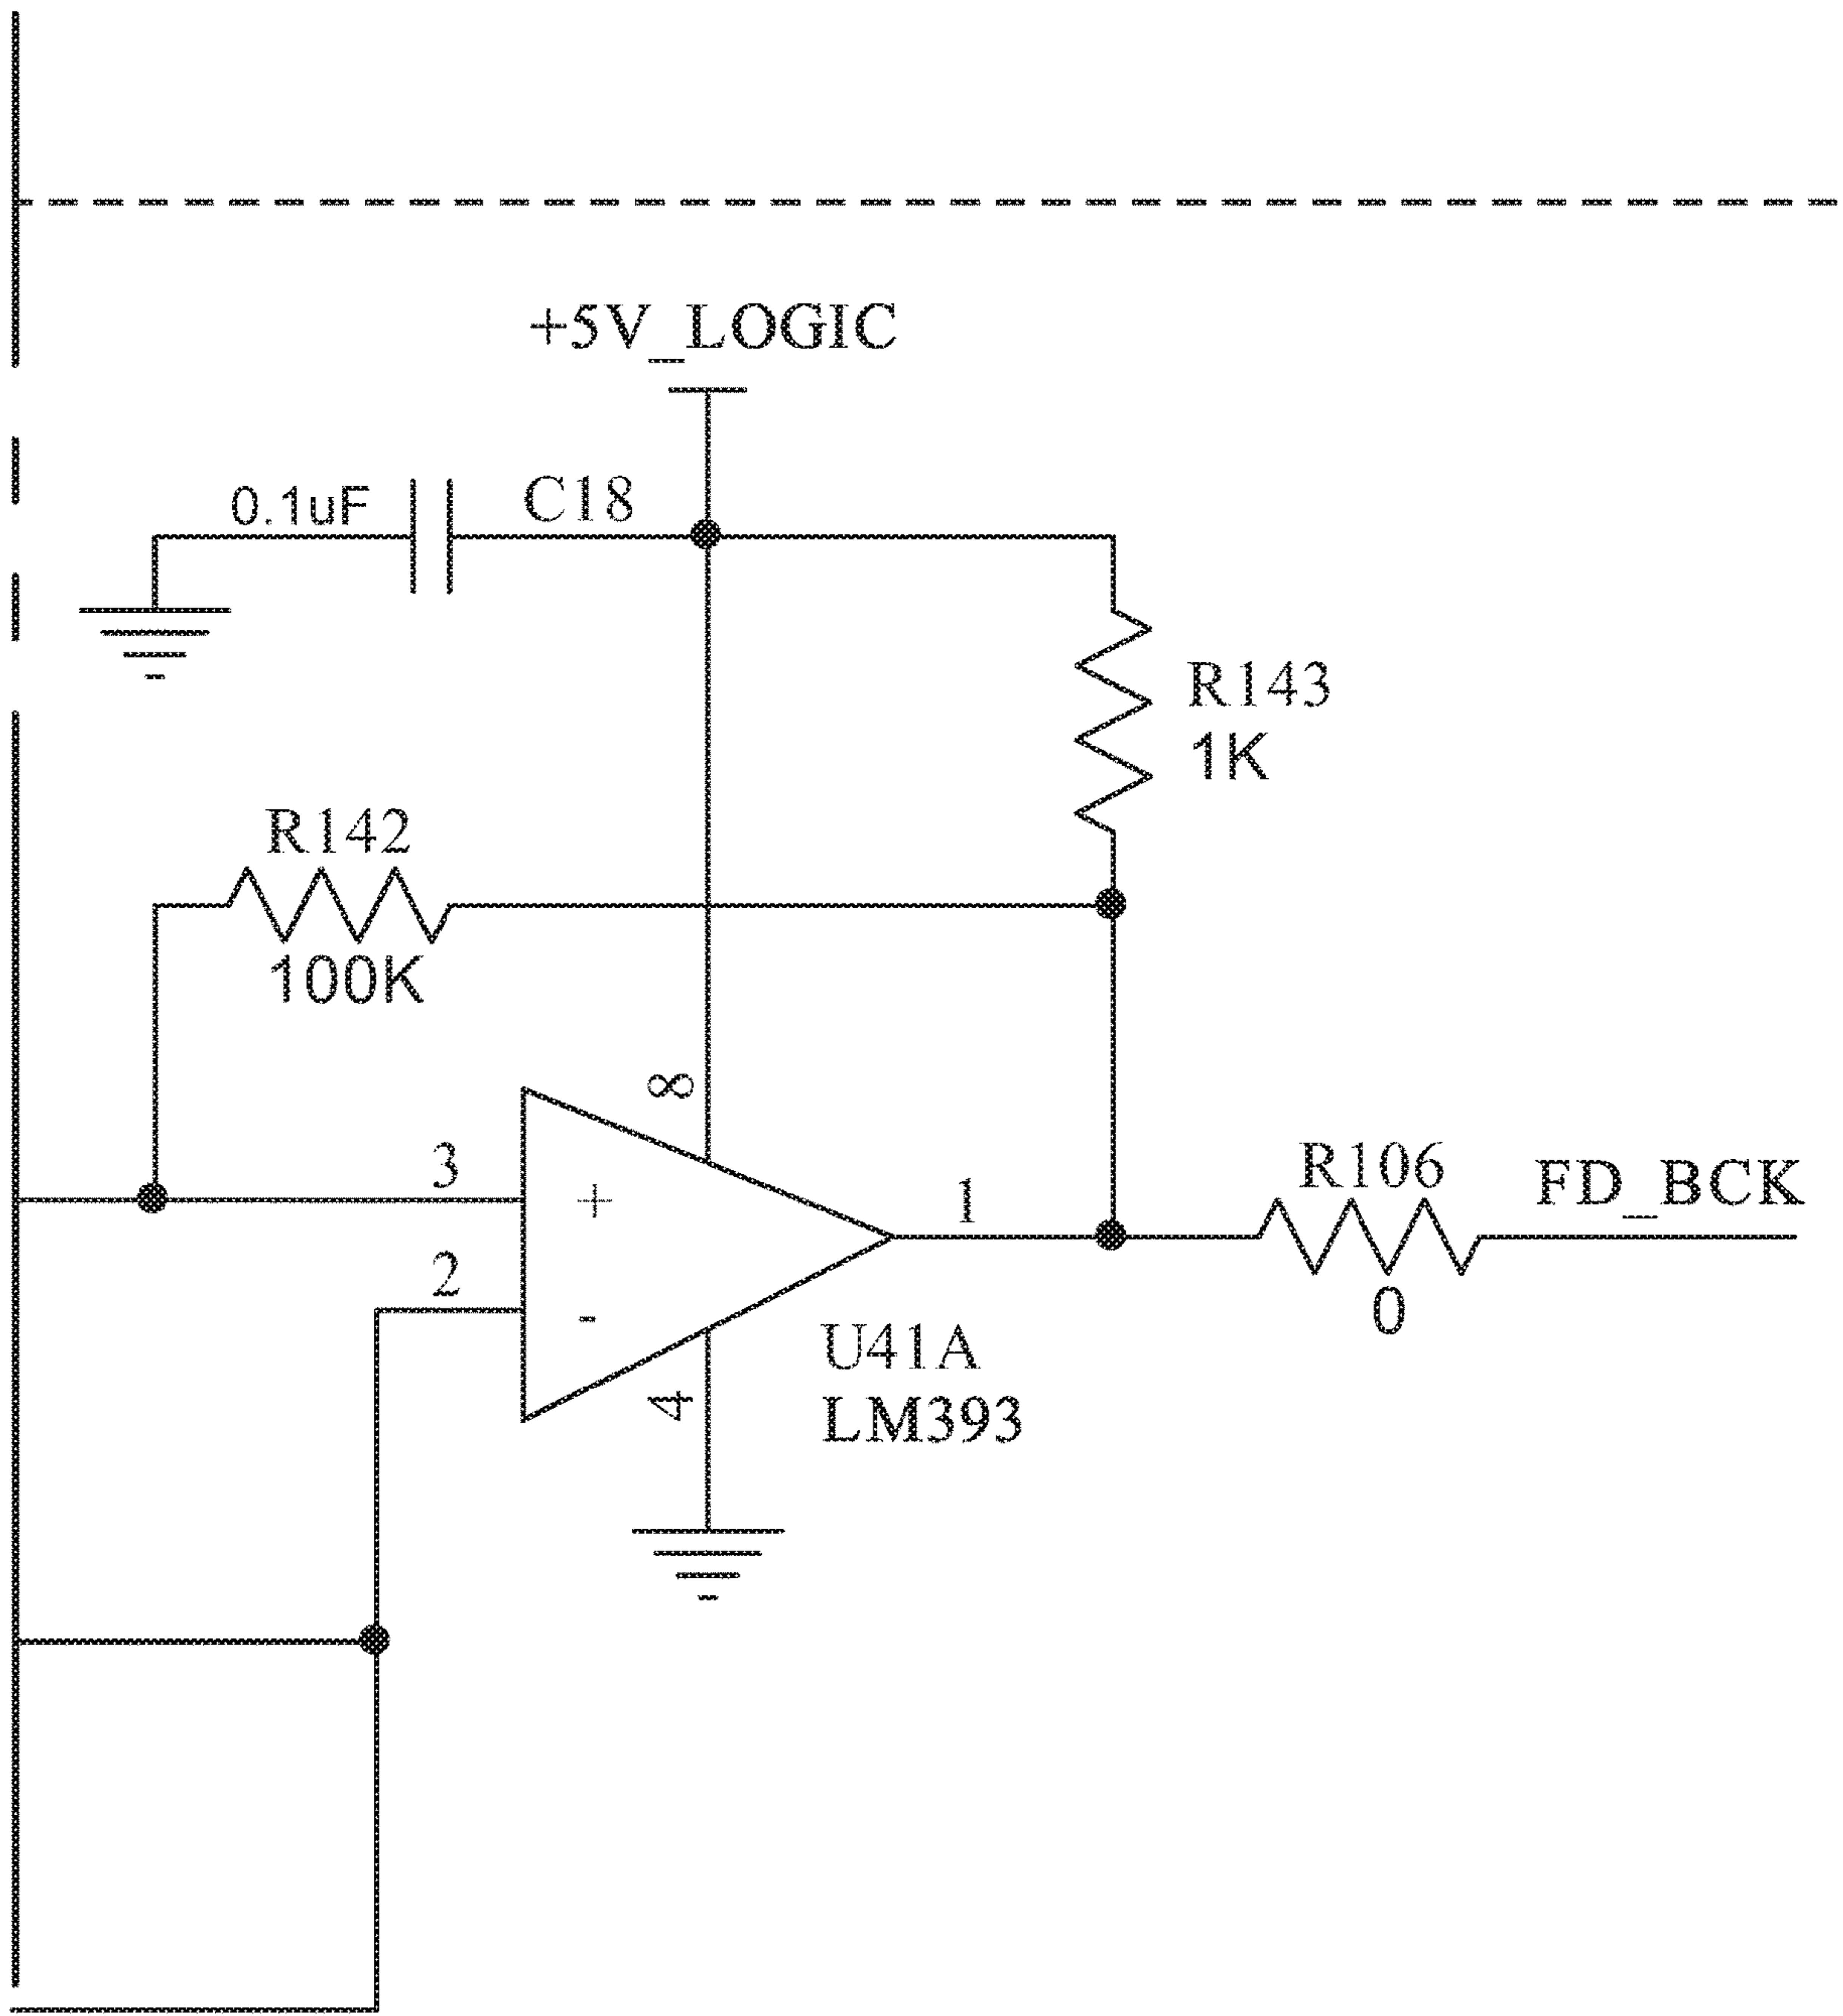 +5V_LOGIC
0.1uF
C18
R143
1K
R142
100K
8
3
+
1
R106
FD_BCK
2
-
0
U41A
4
LM393